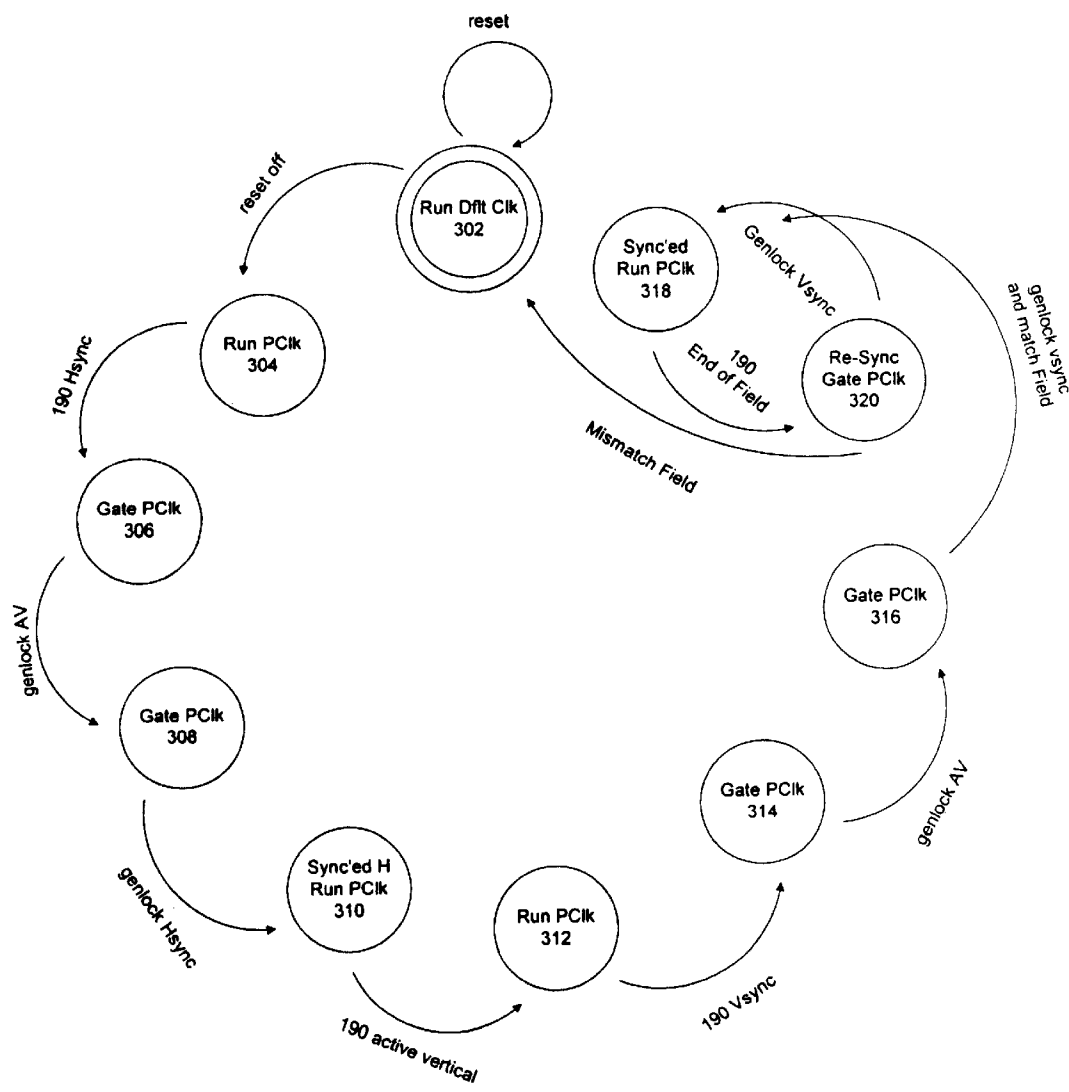 reset
Run Dflt Clk
302
reset off
Run PClk
304
190 Hsync
Gate PClk
306
genlock AV
Gate PClk
308
genlock Hsync
Sync'ed H
Run PClk
310
190 active vertical
Run PClk
312
190 Vsync
Gate PClk
314
genlock AV
Gate PClk
316
genlock vsync
and match Field
Sync'ed
Run PClk
318
190
End of Field
Re-Sync
Gate PClk
320
Genlock Vsync
Mismatch Field